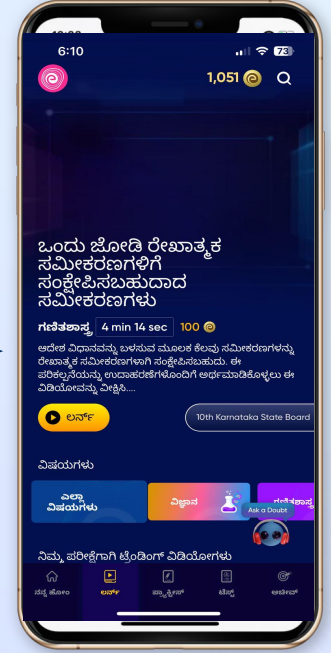 6:10
73
1,051
ಒಂದು ಜೋಡಿ ರೇಖಾತ್ಮಕ
ಸಮೀಕರಣಗಳಿಗೆ
ಸಂಕ್ಷೇಪಿಸಬಹುದಾದ
ಸಮೀಕರಣಗಳು
ಗಣಿತಶಾಸ್ತ್ರ 4 min 14 sec 100
ಆದೇಶ ವಿಧಾನವನ್ನು ಬಳಸುವ ಮೂಲಕ ಕೆಲವು ಸಮೀಕರಣಗಳನ್ನು
ರೇಖಾತ್ಮಕ ಸಮೀಕರಣಗಳಾಗಿ ಸಂಕ್ಷೇಪಿಸಬಹುದು. ಈ
ಪರಿಕಲ್ಪನೆಯನ್ನು ಉದಾಹರಣೆಗಳೊಂದಿಗೆ ಅರ್ಥಮಾಡಿಕೊಳ್ಳಲು ಈ
ವಿಡಿಯೋವನ್ನು ವೀಕ್ಷಿಸಿ....
ಲರ್ನ್
10th Karnataka State Board
ವಿಷಯಗಳು
ಎಲ್ಲಾ
ವಿಷಯಗಳು
ವಿಜ್ಞಾನ
ಗಣಿತಶಾಸ್ತ್ರ
Ask a Doubt
ನಿಮ್ಮ ಪರೀಕ್ಷೆಗಾಗಿ ಟ್ರೆಂಡಿಂಗ್ ವಿಡಿಯೋಗಳು
ನನ್ನ ಹೋಂ
ಲರ್ನ್
ಪ್ರ್ಯಾಕ್ಟೀಸ್
ಟೆಸ್ಟ್
ಅಚೀವ್